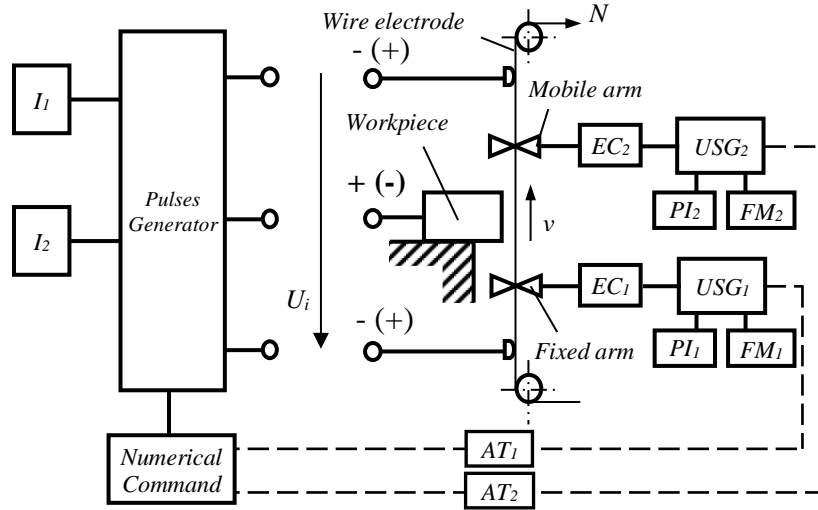 Wire electrode
N
- (+)
I1
Mobile arm
Workpiece
EC2
USG2
Pulses
Generator
+ (-)
PI2
FM2
I2
v
EC1
USG1
Ui
- (+)
Fixed arm
PI1
FM1
Numerical
Command
AT1
AT2